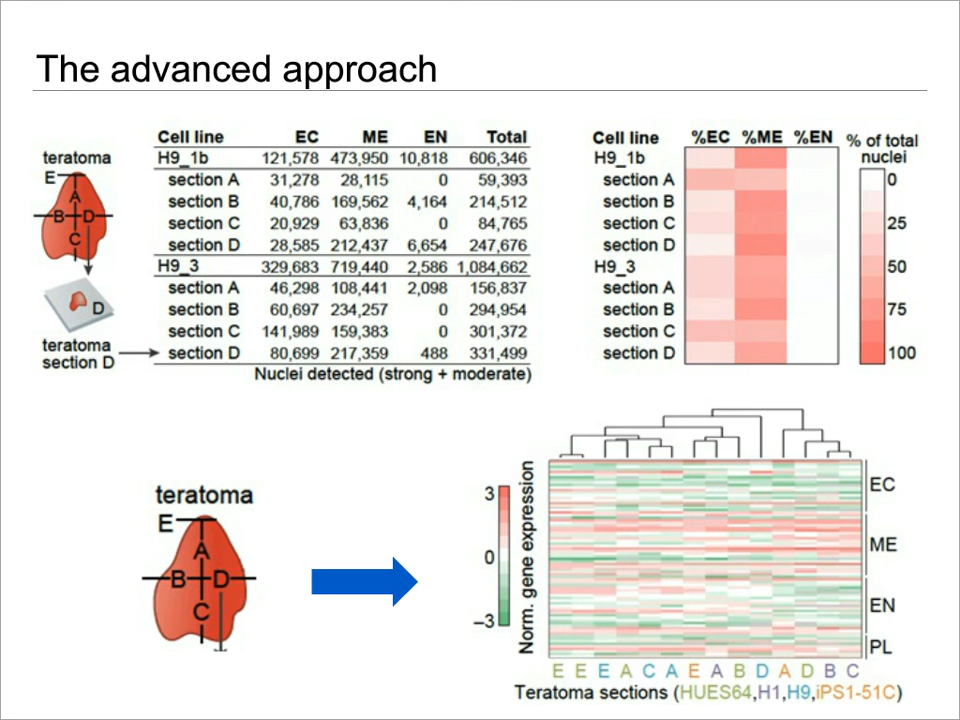 The advanced approach
teratoma
E
A
B D
C
D
teratoma
section D
Cell line EC ME EN Total
H9_1b 121,578 473,950 10,818 606,346
section A 31,278 28,115 0 59,393
section B 40,786 169,562 4,164 214,512
section C 20,929 63,836 0 84,765
section D 28,585 212,437 6,654 247,676
H9_3 329,683 719,440 2,586 1,084,662
section A 46,298 108,441 2,098 156,837
section B 60,697 234,257 0 294,954
section C 141,989 159,383 0 301,372
section D 80,699 217,359 488 331,499
Nuclei detected (strong + moderate)
Cell line %EC %ME %EN
H9_1b
section A
section B
section C
section D
H9_3
section A
section B
section C
section D
% of total
nuclei
0
25
50
75
100
teratoma
E
A
B D
C
3
0
–3
Norm. gene expression
EC
ME
EN
PL
E E E A C A E A B D A D B C
Teratoma sections (HUES64,H1,H9,iPS1-51C)